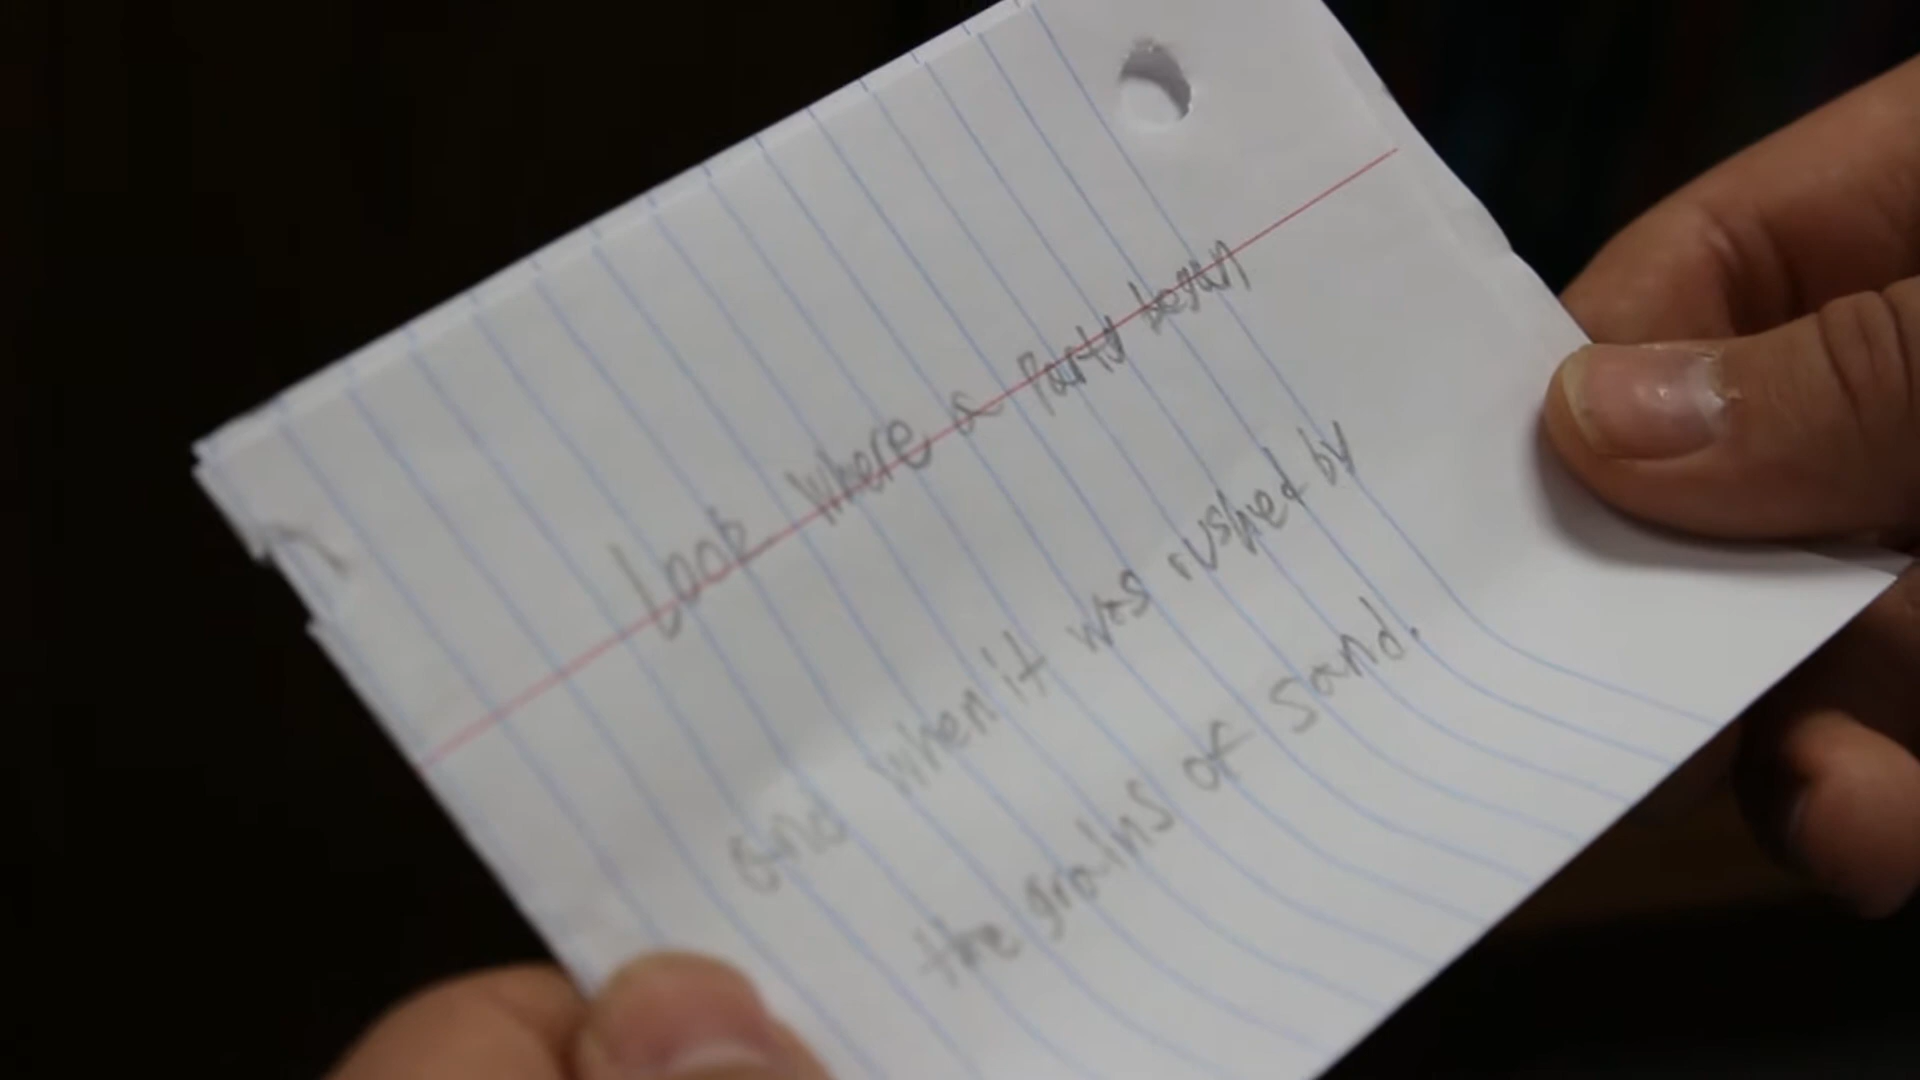 Look where a party began
and when it was rushed by
the grains of sand.